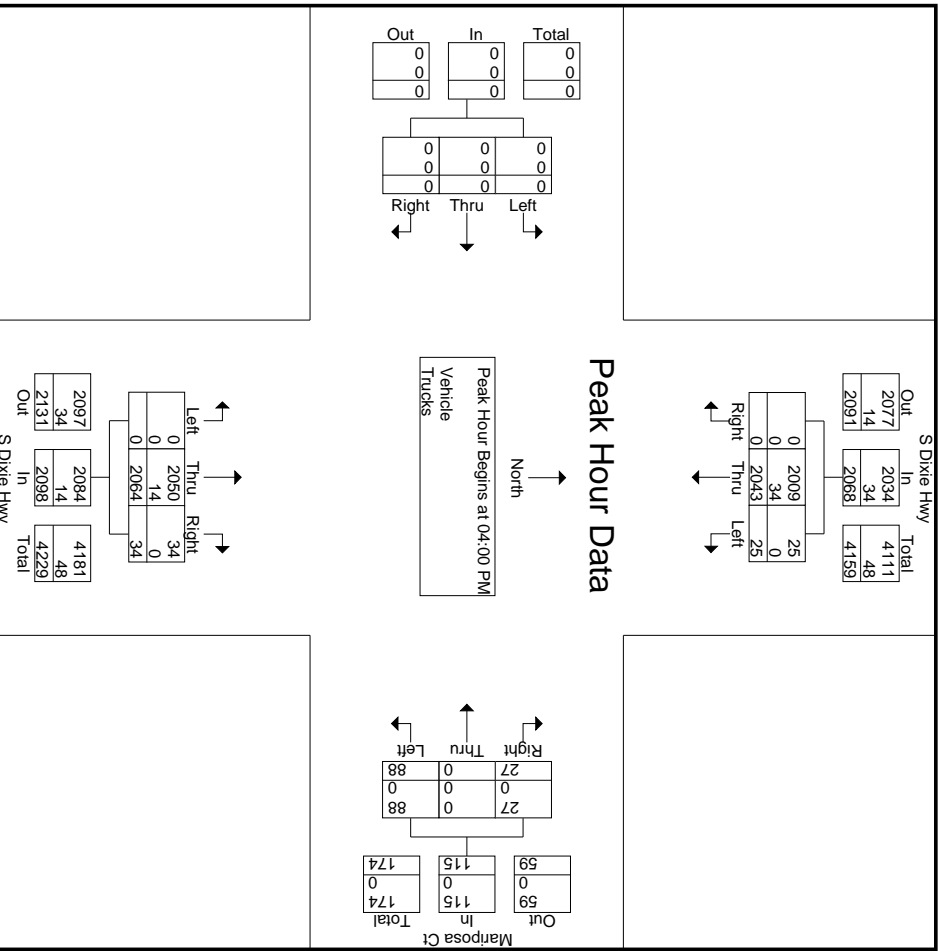 Out In Total
0 0 0
0 0 0
0 0 0
0 0 0
0 0 0
0 0 0
Right Thru Left
S Dixie Hwy
Out In Total
2077 2034 4111
14 34 48
2091 2068 4159
0 2009 25
0 34 0
0 2043 25
Right Thru Left
Peak Hour Data
North
Peak Hour Begins at 04:00 PM
Vehicle
Trucks
Left Thru Right
0 2050 34
0 14 0
0 2064 34
2097 2084 4181
34 14 48
2131 2098 4229
Out In Total
S Dixie Hwy
Mariposa Ct
Out In Total
59 115 174
0 0 0
59 115 174
27 0 88
0 0 0
27 0 88
Right Thru Left